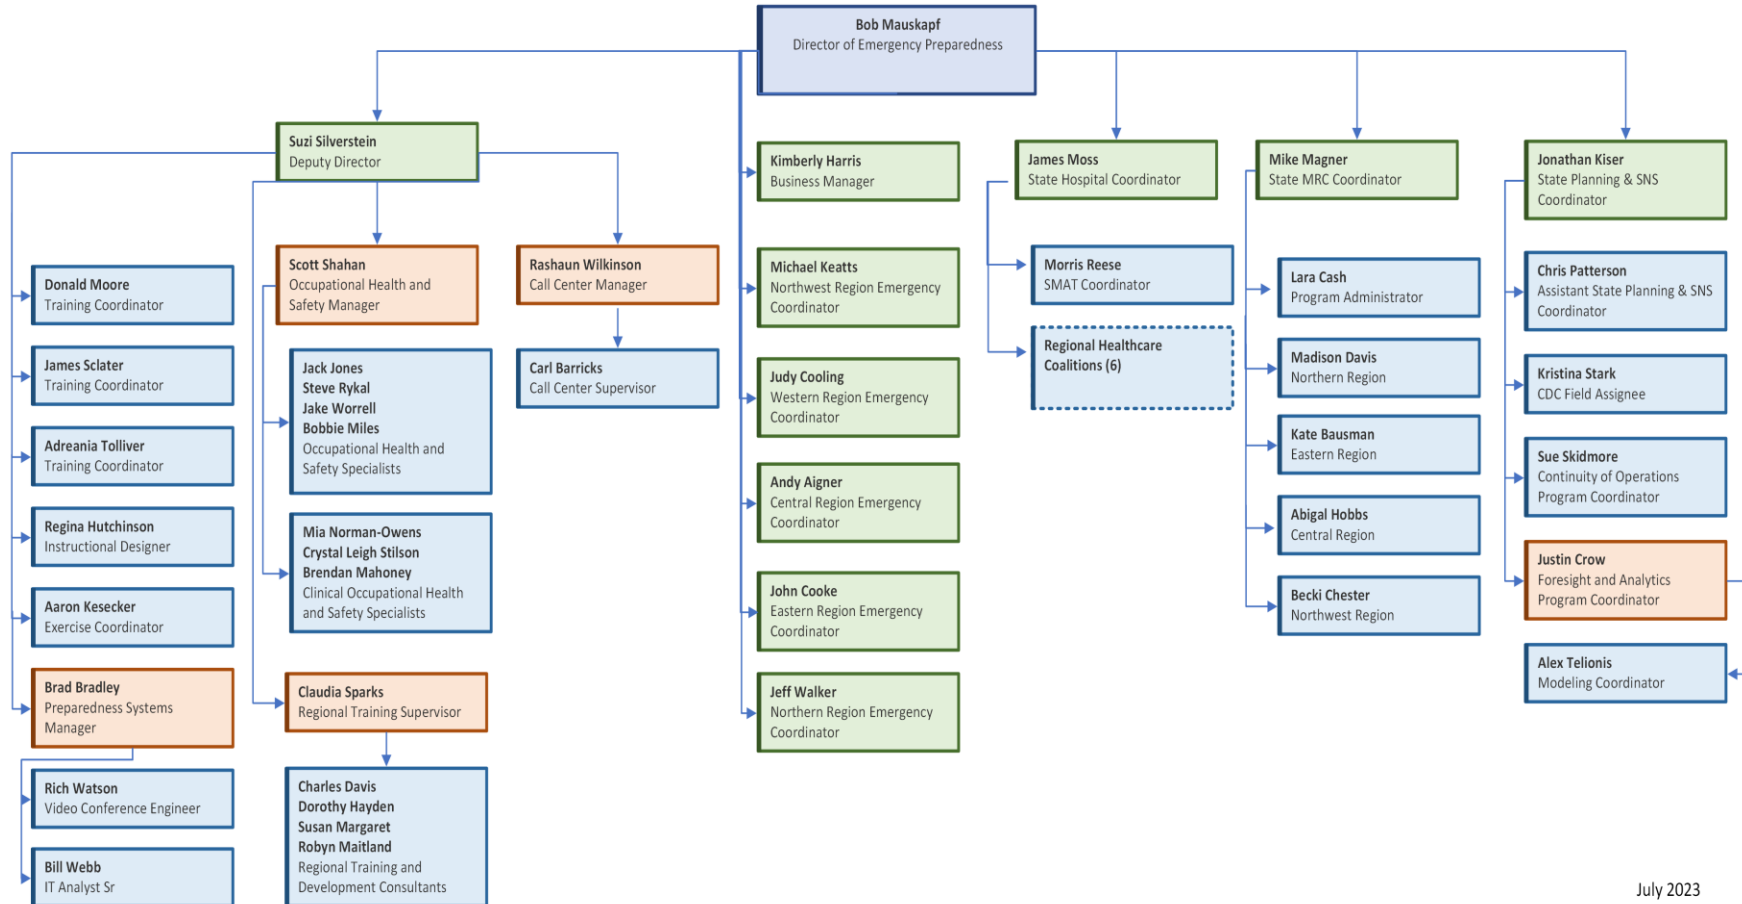 Bob Mauskapf
Director of Emergency Preparedness
Suzi Silverstein
Deputy Director
Donald Moore
Training Coordinator
James Sclater
Training Coordinator
Adreania Tolliver
Training Coordinator
Regina Hutchinson
Instructional Designer
Aaron Kesecker
Exercise Coordinator
Brad Bradley
Preparedness Systems
Manager
Rich Watson
Video Conference Engineer
Bill Webb
IT Analyst Sr
Scott Shahan
Occupational Health and
Safety Manager
Jack Jones
Steve Rykal
Jake Worrell
Bobbie Miles
Occupational Health and
Safety Specialists
Mia Norman-Owens
Crystal Leigh Stilson
Brendan Mahoney
Clinical Occupational Health
and Safety Specialists
Claudia Sparks
Regional Training Supervisor
Charles Davis
Dorothy Hayden
Susan Margaret
Robyn Maitland
Regional Training and
Development Consultants
Rashaun Wilkinson
Call Center Manager
Carl Barricks
Call Center Supervisor
Kimberly Harris
Business Manager
Michael Keatts
Northwest Region Emergency
Coordinator
Judy Cooling
Western Region Emergency
Coordinator
Andy Aigner
Central Region Emergency
Coordinator
John Cooke
Eastern Region Emergency
Coordinator
Jeff Walker
Northern Region Emergency
Coordinator
James Moss
State Hospital Coordinator
Morris Reese
SMAT Coordinator
Regional Healthcare
Coalitions (6)
Mike Magner
State MRC Coordinator
Lara Cash
Program Administrator
Madison Davis
Northern Region
Kate Bausman
Eastern Region
Abigal Hobbs
Central Region
Becki Chester
Northwest Region
Jonathan Kiser
State Planning & SNS
Coordinator
Chris Patterson
Assistant State Planning & SNS
Coordinator
Kristina Stark
CDC Field Assignee
Sue Skidmore
Continuity of Operations
Program Coordinator
Justin Crow
Foresight and Analytics
Program Coordinator
Alex Telionis
Modeling Coordinator
July 2023